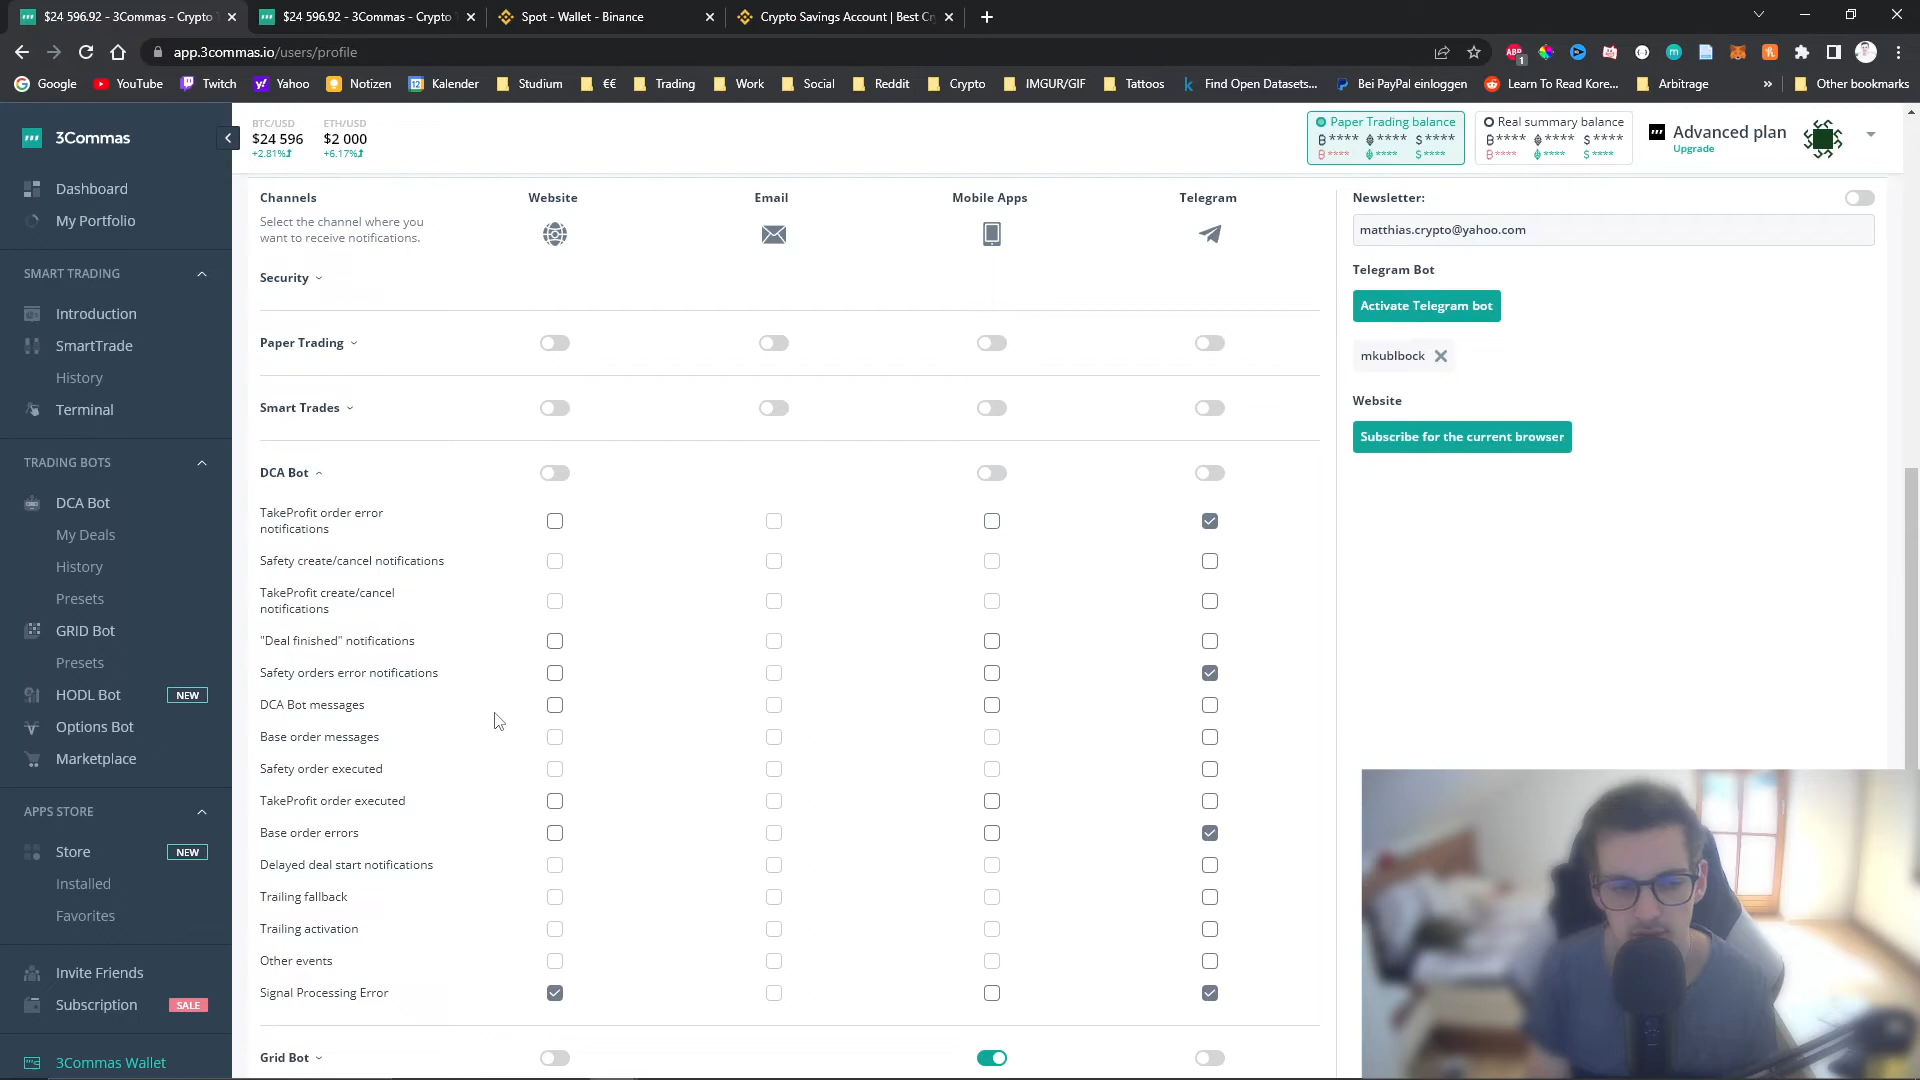 $24 596.92 - 3Commas - Crypto T
$24 596.92 - 3Commas - Crypto T
Spot - Wallet - Binance
Crypto Savings Account | Best Cr
app.3commas.io/users/profile
Google
YouTube
Twitch
Yahoo
Notizen
Kalender
Studium
€€
Trading
Work
Social
Reddit
Crypto
IMGUR/GIF
Tattoos
Find Open Datasets...
Bei PayPal einloggen
Learn To Read Kore...
Arbitrage
Other bookmarks
3Commas
Dashboard
My Portfolio
SMART TRADING
Introduction
SmartTrade
History
Terminal
TRADING BOTS
DCA Bot
My Deals
History
Presets
GRID Bot
Presets
HODL Bot NEW
Options Bot
Marketplace
APPS STORE
Store NEW
Installed
Favorites
Invite Friends
Subscription SALE
3Commas Wallet
BTC/USD
$24 596
+2.81%
ETH/USD
$2 000
+6.17%
Paper Trading balance
**** **** $****
**** **** $****
Real summary balance
**** **** $****
**** **** $****
Advanced plan
Upgrade
Channels
Select the channel where you
want to receive notifications.
Website
Email
Mobile Apps
Telegram
Security
Paper Trading
Smart Trades
DCA Bot
TakeProfit order error
notifications
Safety create/cancel notifications
TakeProfit create/cancel
notifications
"Deal finished" notifications
Safety orders error notifications
DCA Bot messages
Base order messages
Safety order executed
TakeProfit order executed
Base order errors
Delayed deal start notifications
Trailing fallback
Trailing activation
Other events
Signal Processing Error
Grid Bot
Newsletter:
matthias.crypto@yahoo.com
Telegram Bot
Activate Telegram bot
mkublbock
Website
Subscribe for the current browser